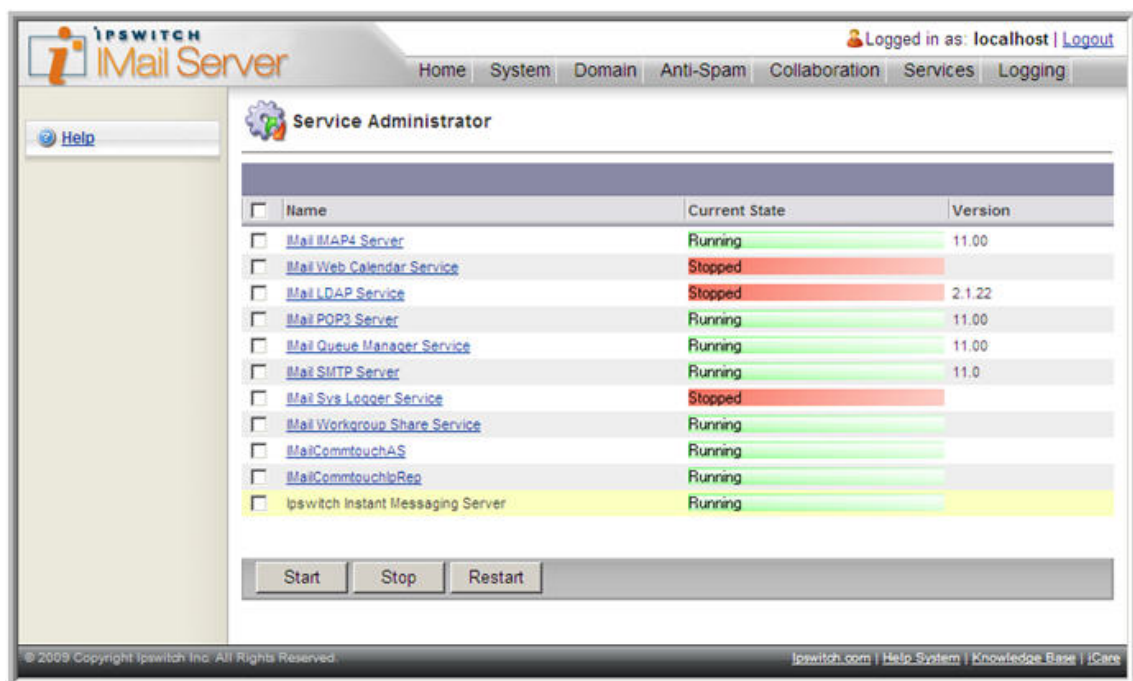 IPSWITCH
IMail Server
Logged in as: localhost | Logout
Home System Domain Anti-Spam Collaboration Services Logging
Help
Service Administrator
Name Current State Version
IMail IMAP4 Server Running 11.00
IMail Web Calendar Service Stopped
IMail LDAP Service Stopped 2.1.22
IMail POP3 Server Running 11.00
IMail Queue Manager Service Running 11.00
IMail SMTP Server Running 11.0
IMail Sys Logger Service Stopped
IMail Workgroup Share Service Running
IMailCommtouchAS Running
IMailCommtouchIpRep Running
Ipswitch Instant Messaging Server Running
Start Stop Restart
© 2009 Copyright Ipswitch Inc. All Rights Reserved. Ipswitch.com | Help System | Knowledge Base | iCare